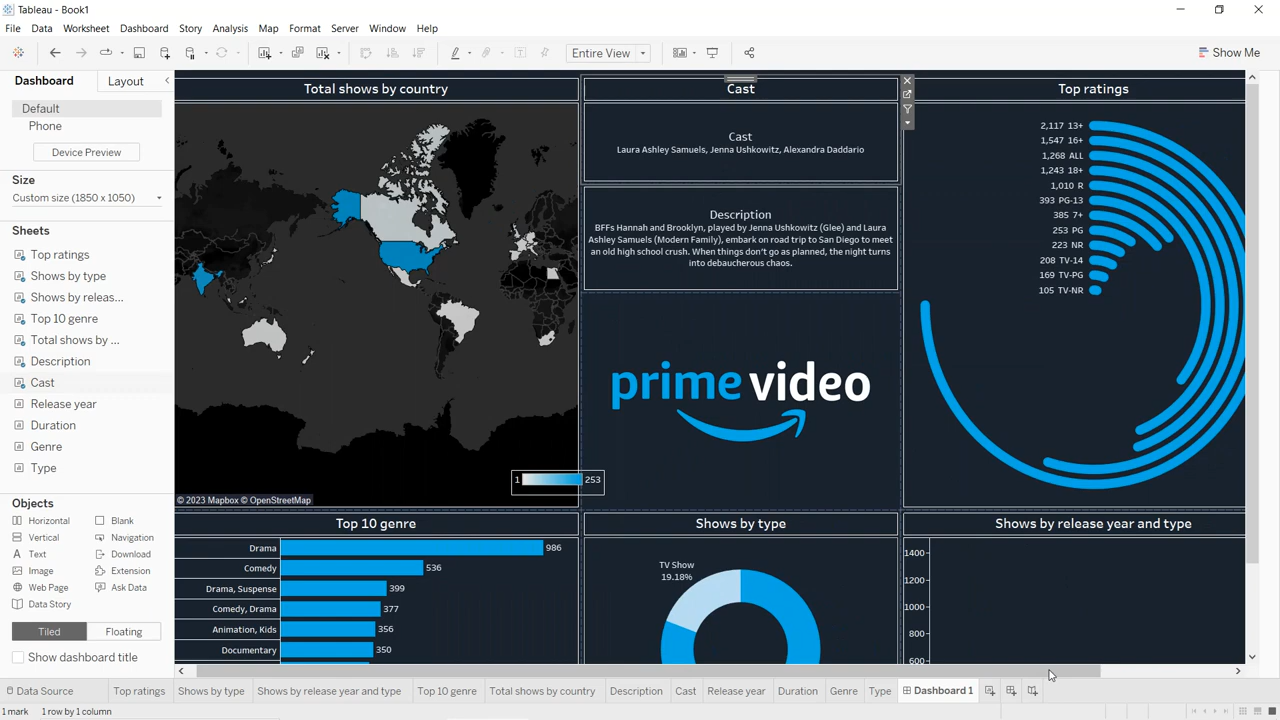 Tableau - Book1
File Data Worksheet Dashboard Story Analysis Map Format Server Window Help
Entire View
Show Me
Dashboard Layout
Default
Phone
Device Preview
Size
Custom size (1850 x 1050)
Sheets
Top ratings
Shows by type
Shows by releas...
Top 10 genre
Total shows by ...
Description
Cast
Release year
Duration
Genre
Type
Objects
Horizontal Blank
Vertical Navigation
Text Download
Image Extension
Web Page Ask Data
Data Story
Tiled Floating
Show dashboard title
Total shows by country
© 2023 Mapbox © OpenStreetMap
1 253
Cast
Cast
Laura Ashley Samuels, Jenna Ushkowitz, Alexandra Daddario
Description
BFFs Hannah and Brooklyn, played by Jenna Ushkowitz (Glee) and Laura
Ashley Samuels (Modern Family), embark on road trip to San Diego to meet
an old high school crush. When things don't go as planned, the night turns
into debaucherous chaos.
prime video
Top ratings
2,117 13+
1,547 16+
1,268 ALL
1,243 18+
1,010 R
393 PG-13
385 7+
253 PG
223 NR
208 TV-14
169 TV-PG
105 TV-NR
Top 10 genre
Drama 986
Comedy 536
Drama, Suspense 399
Comedy, Drama 377
Animation, Kids 356
Documentary 350
Shows by type
TV Show
19.18%
Shows by release year and type
1400
1200
1000
800
600
Data Source Top ratings Shows by type Shows by release year and type Top 10 genre Total shows by country Description Cast Release year Duration Genre Type Dashboard 1
1 mark 1 row by 1 column